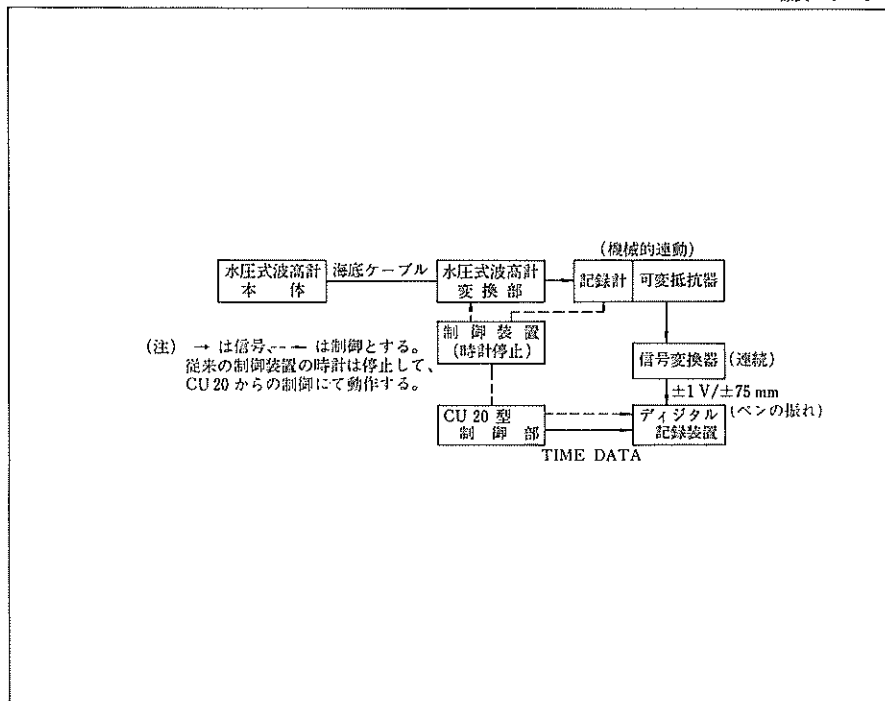 (機械的連動)
水圧式波高計
本 体
海底ケーブル
水圧式波高計
変換部
記録計
可変抵抗器
制 御 装 置
(時計停止)
(注) → は信号、--→ は制御とする。
従来の制御装置の時計は停止して、
CU 20 からの制御にて動作する。
信号変換器
(連続)
±1 V/±75 mm
(ペンの振れ)
CU 20 型
制 御 部
ディジタル
記録装置
TIME DATA